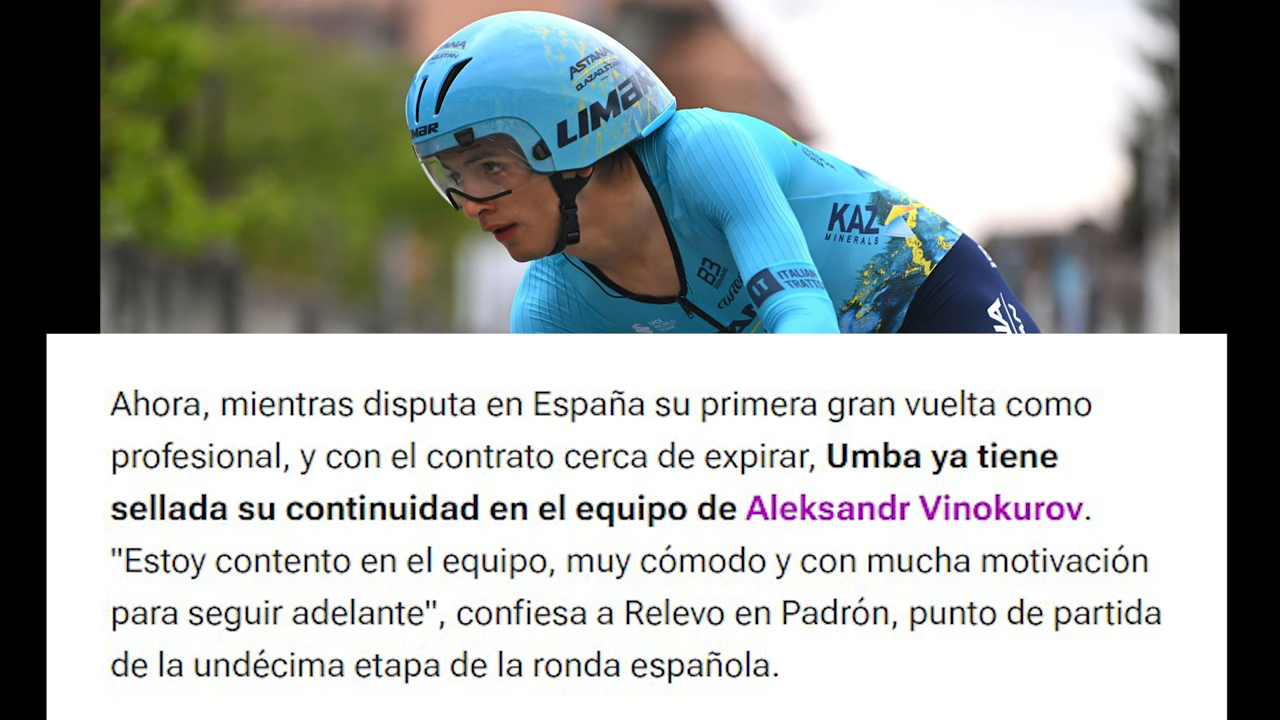 ASTANA
QAZAQSTAN
LIMAR
KAZ
MINERALS
IT ITALIAN
Ahora, mientras disputa en España su primera gran vuelta como
profesional, y con el contrato cerca de expirar, Umba ya tiene
sellada su continuidad en el equipo de Aleksandr Vinokurov.
"Estoy contento en el equipo, muy cómodo y con mucha motivación
para seguir adelante", confiesa a Relevo en Padrón, punto de partida
de la undécima etapa de la ronda española.